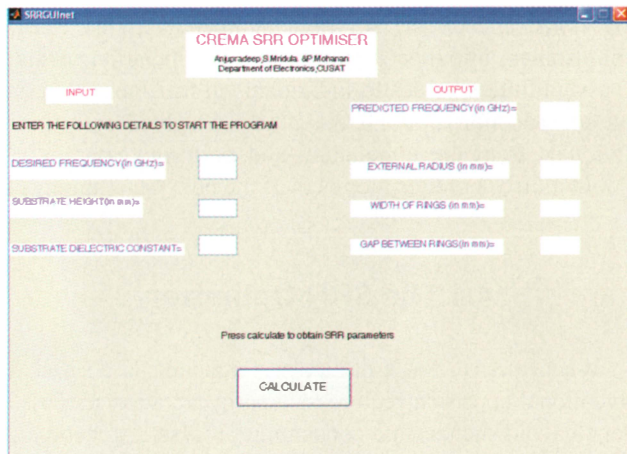 SRRGUInet
CREMA SRR OPTIMISER
Anjupradeep,S.Mridula &P.Mohanan
Department of Electronics,CUSAT
INPUT
OUTPUT
PREDICTED FREQUENCY(in GHz)=
ENTER THE FOLLOWING DETAILS TO START THE PROGRAM
DESIRED FREQUENCY(in GHz)=
EXTERNAL RADIUS (in mm)=
SUBSTRATE HEIGHT(in mm)=
WIDTH OF RINGS (in mm)=
SUBSTRATE DIELECTRIC CONSTANT=
GAP BETWEEN RINGS(in mm)=
Press calculate to obtain SRR parameters
CALCULATE